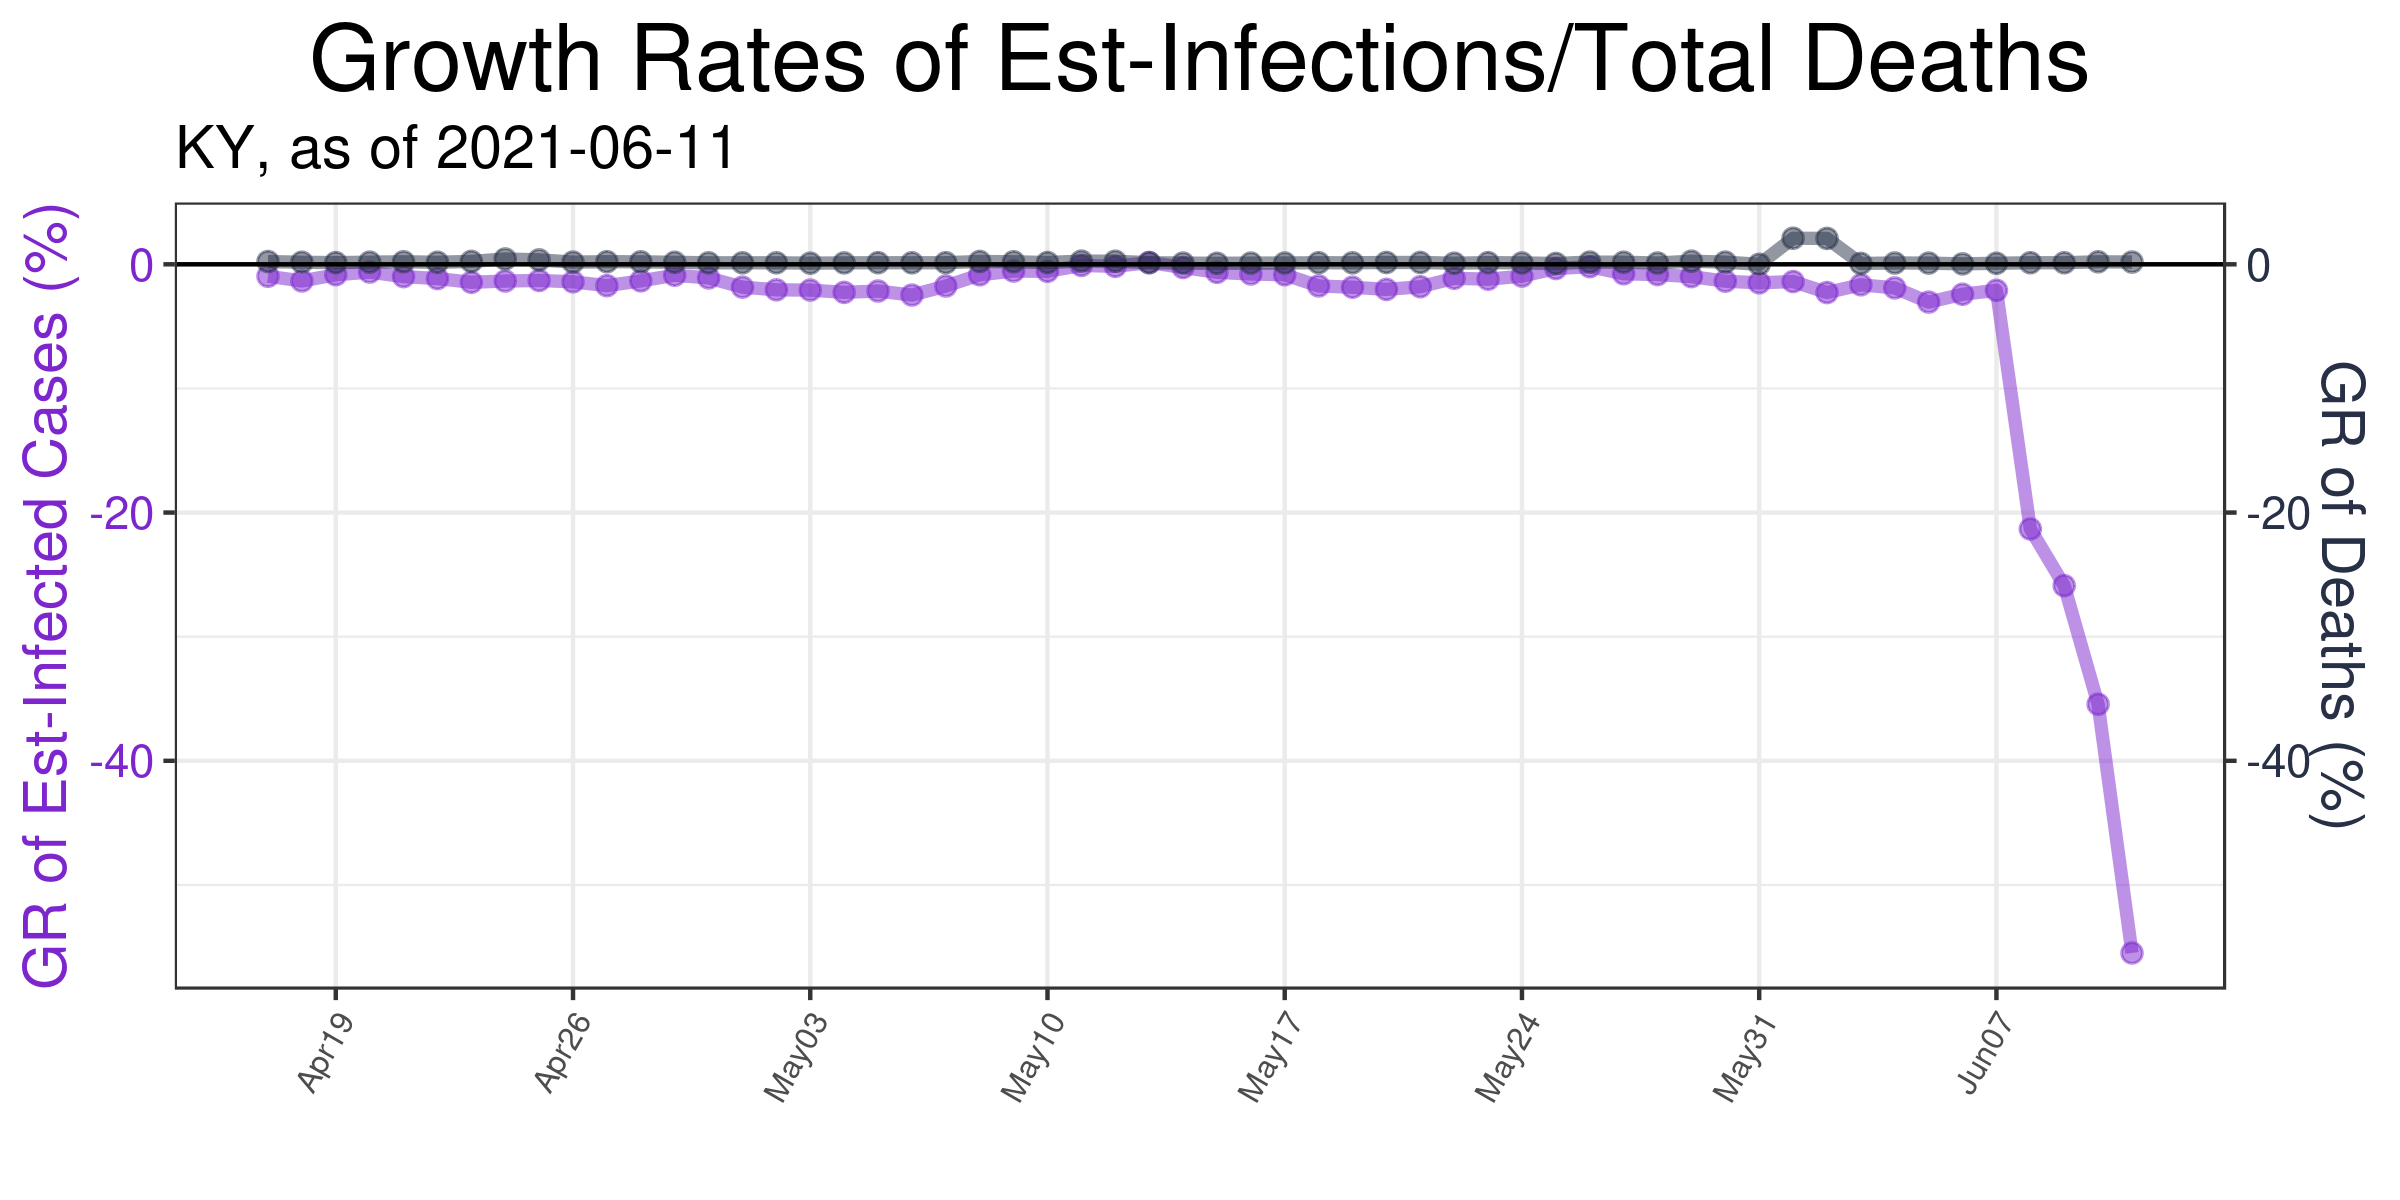 Growth Rates of Est-Infections/Total Deaths
KY, as of 2021-06-11
GR of Est-Infected Cases (%)
0
-20
-40
0
-20
-40
GR of Deaths (%)
Apr19
Apr26
May03
May10
May17
May24
May31
Jun07